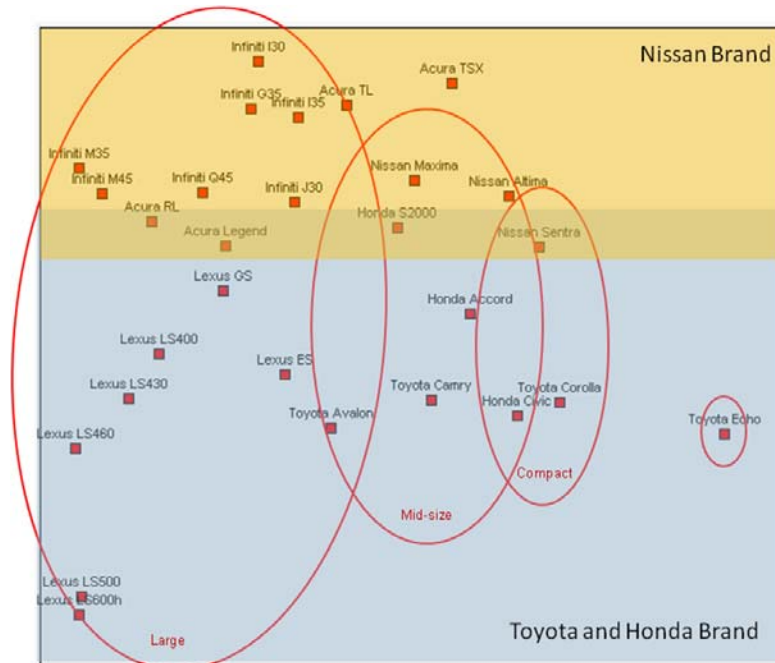 Infiniti I30
Nissan Brand
Acura TSX
Infiniti G35
Acura TL
Infiniti I35
Infiniti M35
Infiniti M45
Infiniti Q45
Infiniti J30
Nissan Maxima
Nissan Altima
Acura RL
Honda S2000
Acura Legend
Nissan Sentra
Lexus GS
Honda Accord
Lexus LS400
Lexus ES
Lexus LS430
Toyota Camry
Toyota Corolla
Honda Civic
Toyota Avalon
Toyota Echo
Lexus LS460
Compact
Mid-size
Lexus LS500
Lexus LS600h
Large
Toyota and Honda Brand